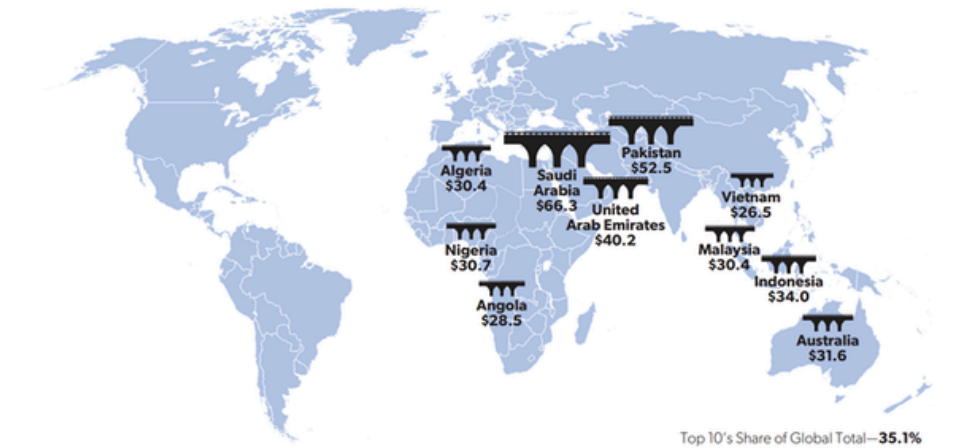 Algeria
$30.4
Saudi
Arabia
$66.3
Pakistan
$52.5
United
Arab Emirates
$40.2
Vietnam
$26.5
Nigeria
$30.7
Malaysia
$30.4
Indonesia
$34.0
Angola
$28.5
Australia
$31.6
Top 10's Share of Global Total—35.1%